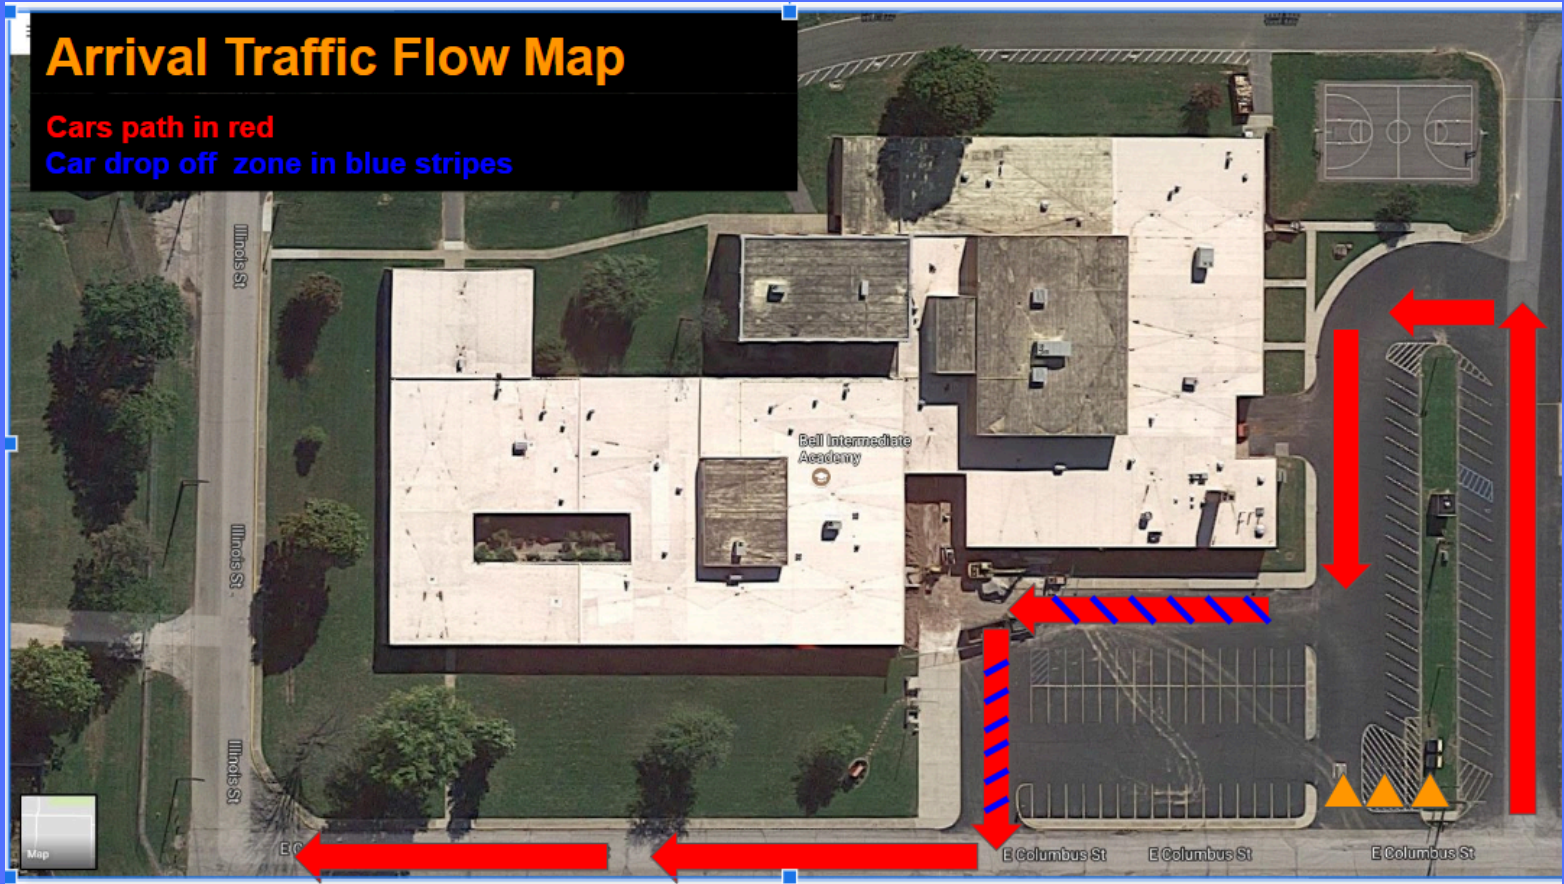 Arrival Traffic Flow Map
Cars path in red
Car drop off zone in blue stripes
Illinois St
Bell Intermediate
Academy
Illinois St
Illinois St
E C
E Columbus St
E Columbus St
E Columbus St
Map